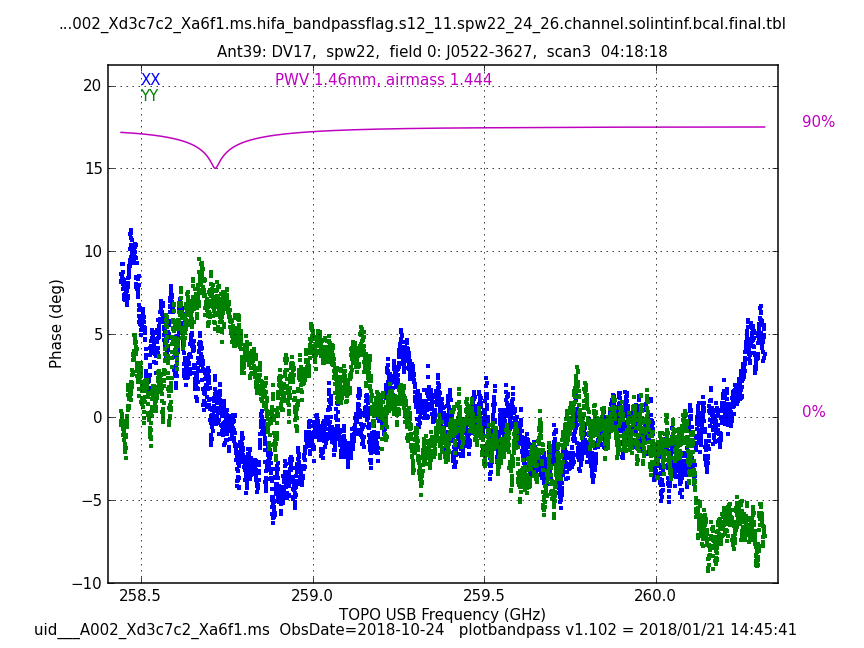 ...002_Xd3c7c2_Xa6f1.ms.hifa_bandpassflag.s12_11.spw22_24_26.channel.solintinf.bcal.final.tbl
Ant39: DV17, spw22, field 0: J0522-3627, scan3 04:18:18
XX
YY
PWV 1.46mm, airmass 1.444
90%
0%
20
15
10
5
0
−5
−10
Phase (deg)
258.5
259.0
259.5
260.0
TOPO USB Frequency (GHz)
uid___A002_Xd3c7c2_Xa6f1.ms ObsDate=2018-10-24 plotbandpass v1.102 = 2018/01/21 14:45:41